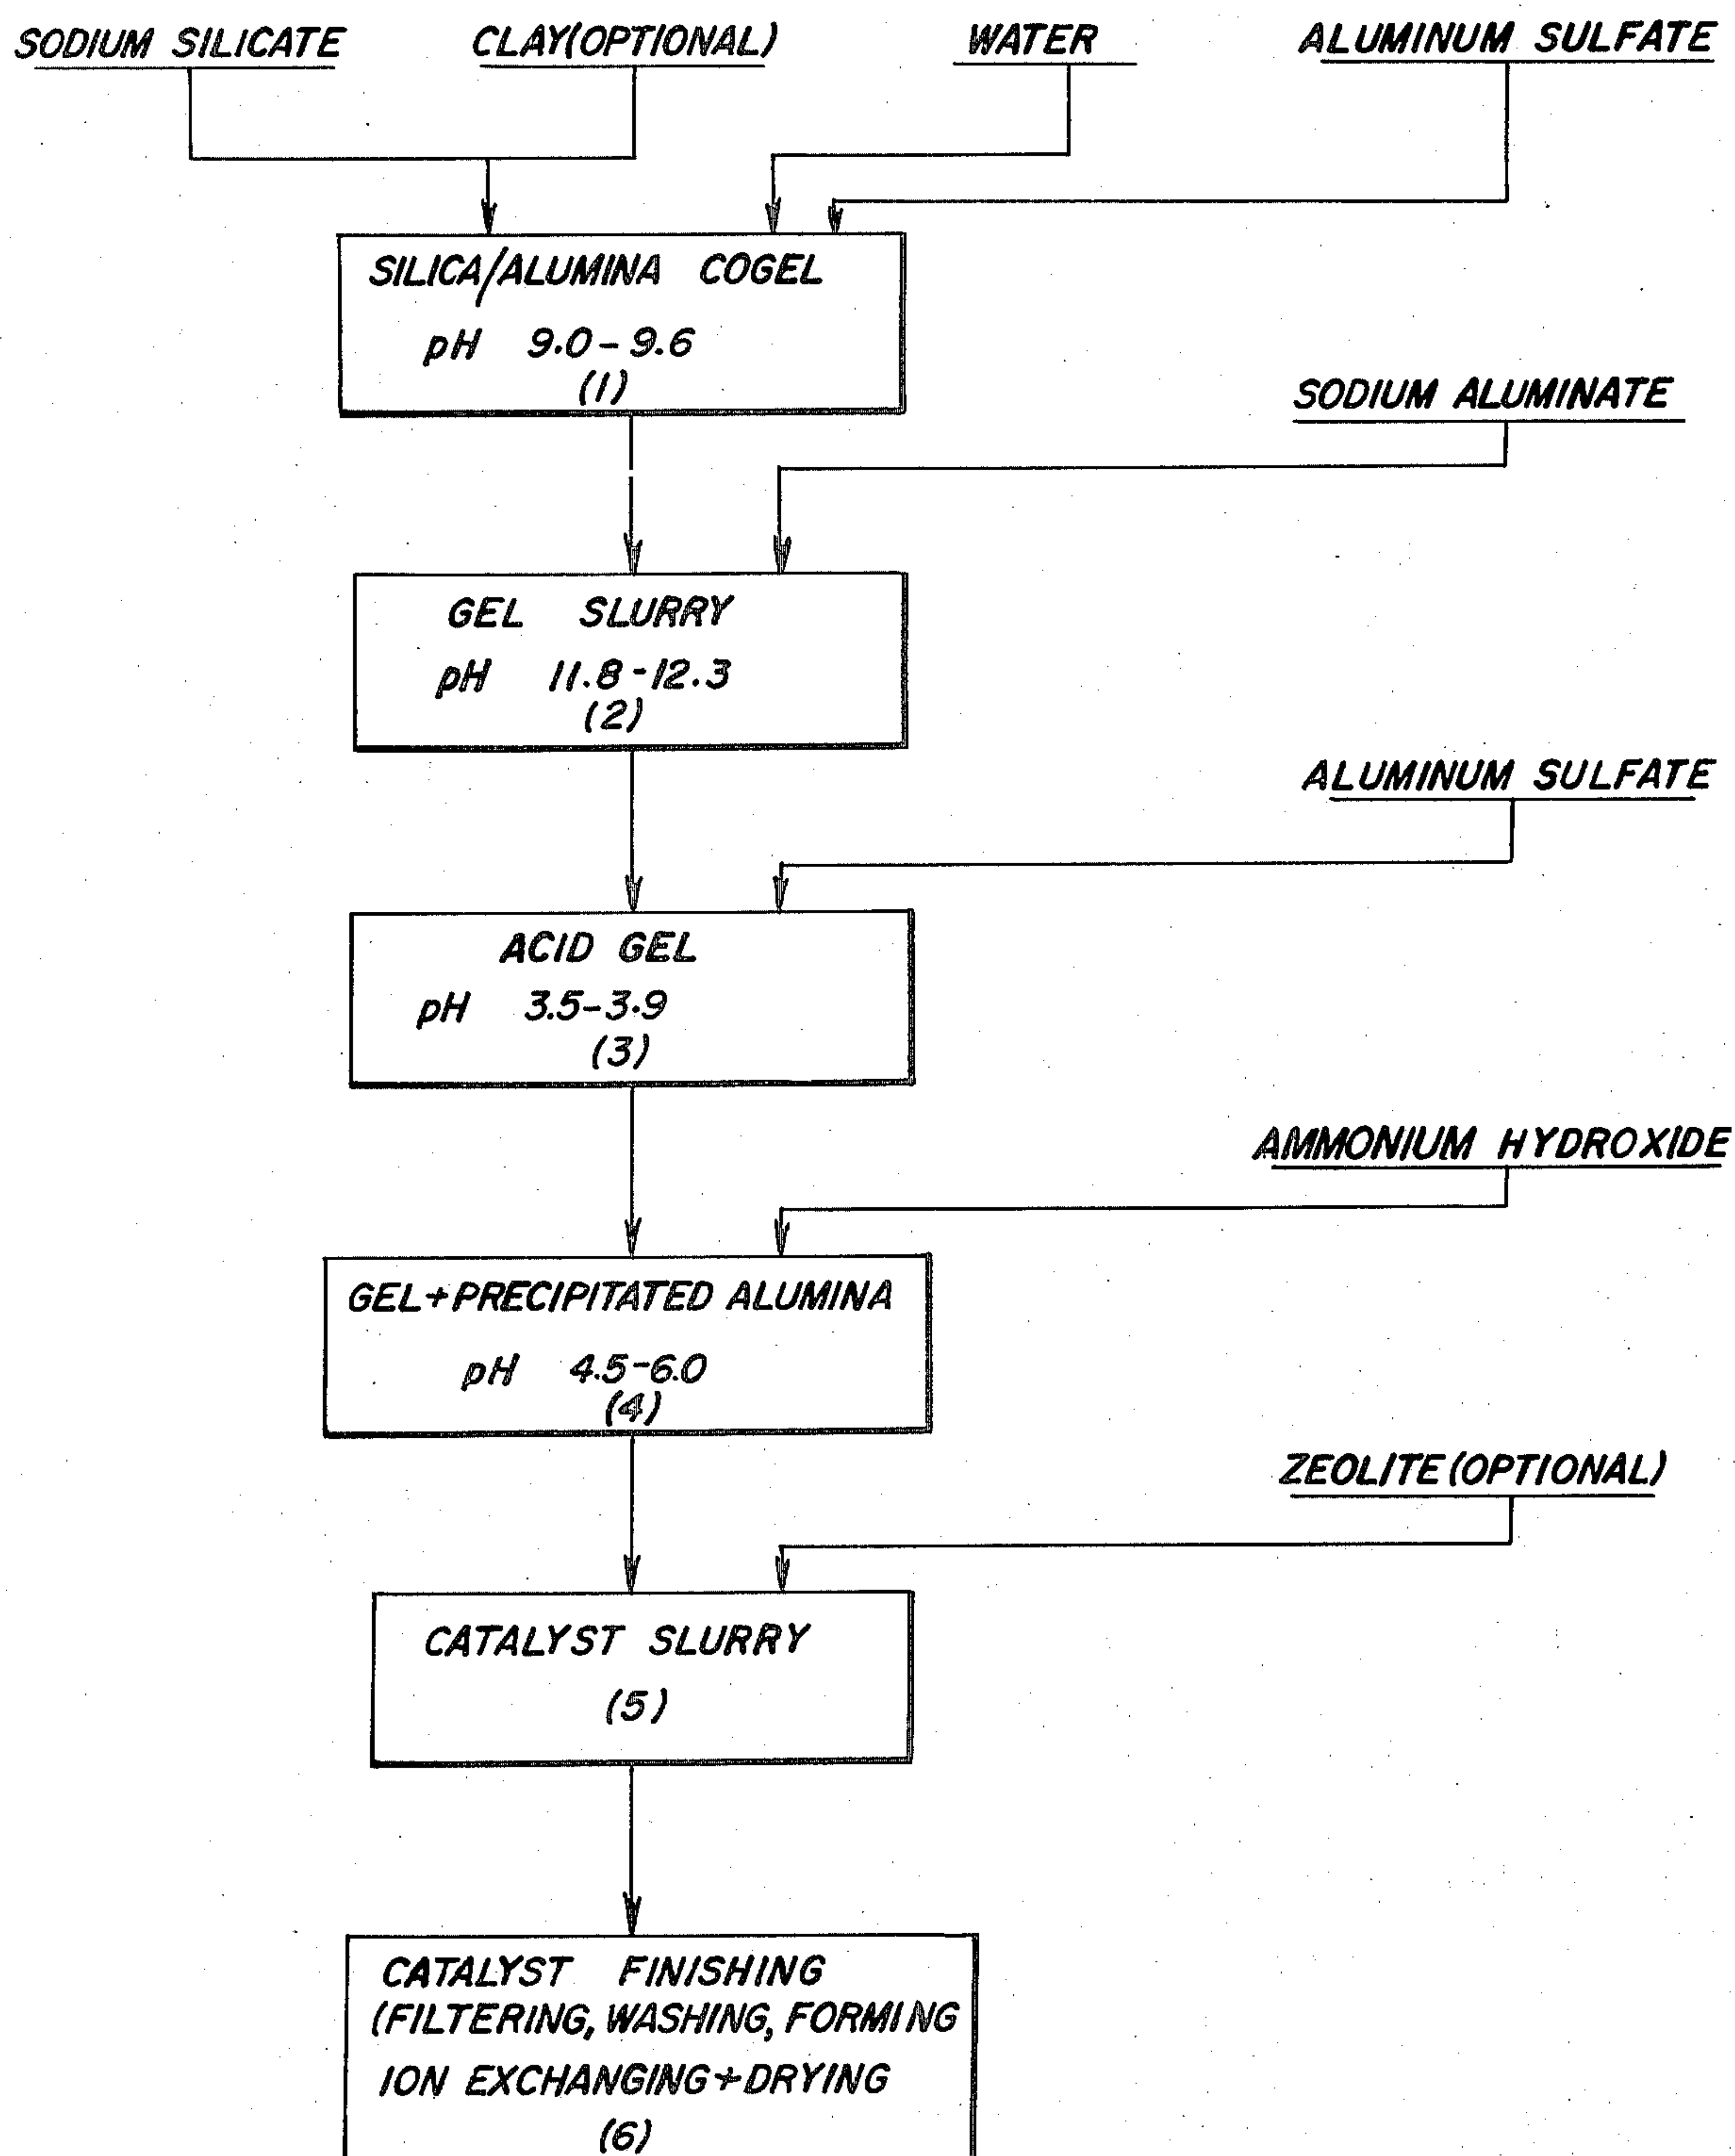 SODIUM SILICATE
CLAY(OPTIONAL)
WATER
ALUMINUM SULFATE
SILICA/ALUMINA COGEL
pH 9.0-9.6
(1)
SODIUM ALUMINATE
GEL SLURRY
pH 11.8-12.3
(2)
ALUMINUM SULFATE
ACID GEL
pH 3.5-3.9
(3)
AMMONIUM HYDROXIDE
GEL+PRECIPITATED ALUMINA
pH 4.5-6.0
(4)
ZEOLITE(OPTIONAL)
CATALYST SLURRY
(5)
CATALYST FINISHING
(FILTERING, WASHING, FORMING
ION EXCHANGING+DRYING
(6)